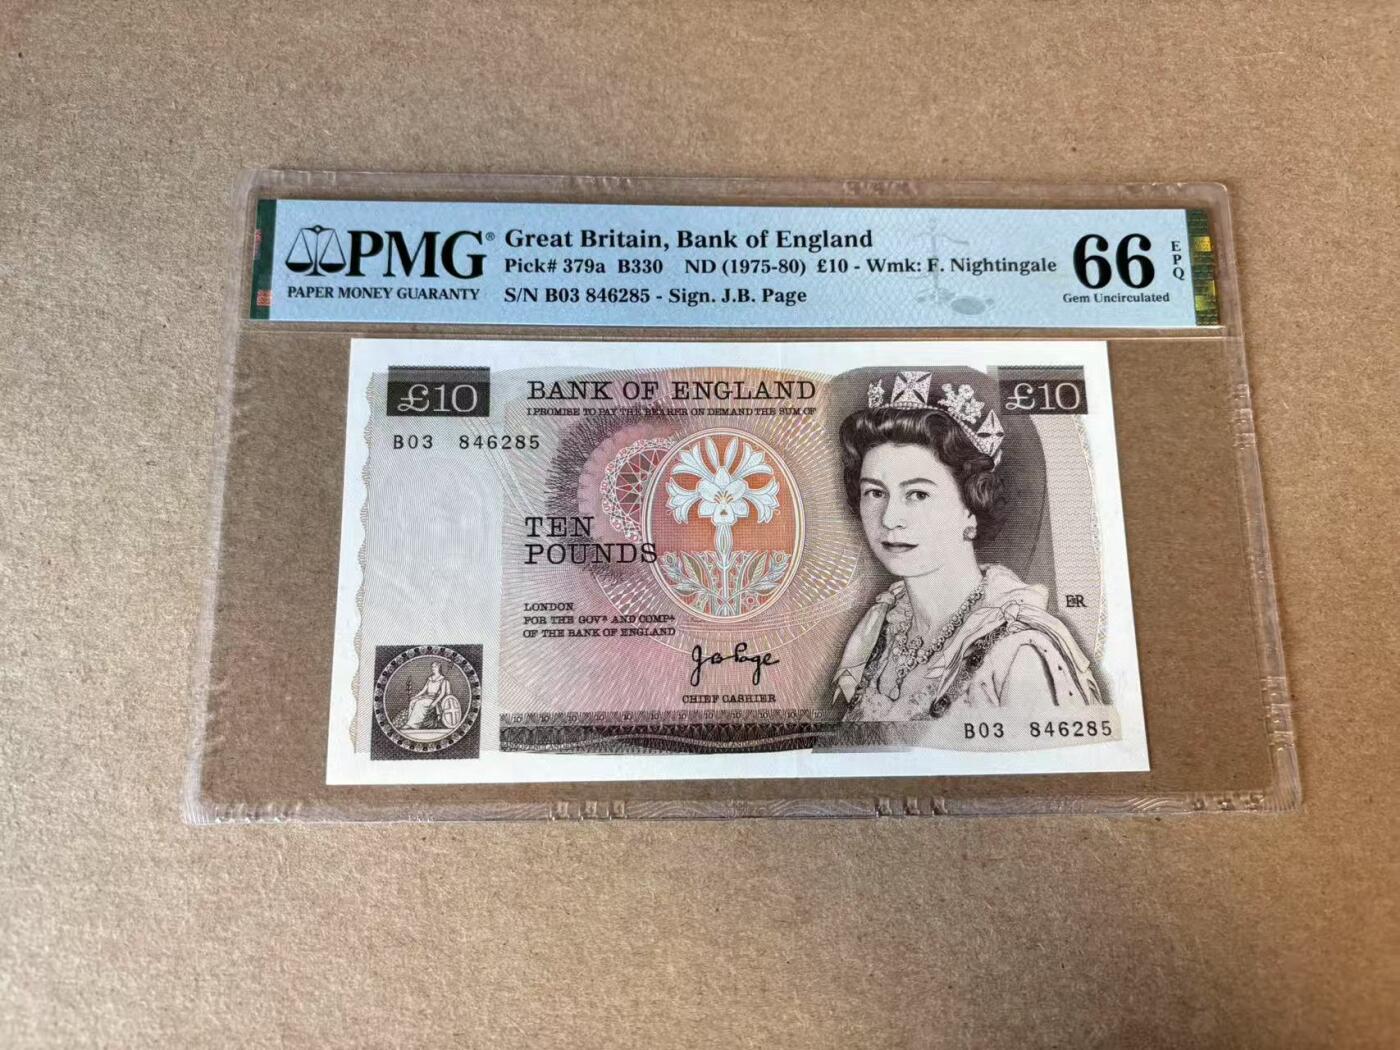 PMG®
PAPER MONEY GUARANTY
Great Britain, Bank of England
Pick# 379a B330 ND (1975-80) £10 - Wmk: F. Nightingale
S/N B03 846285 - Sign. J.B. Page
66
EPQ
Gem Uncirculated
£10
BANK OF ENGLAND
£10
I PROMISE TO PAY THE BEARER ON DEMAND THE SUM OF
B03 846285
TEN
POUNDS
LONDON
FOR THE GOVR AND COMPA
OF THE BANK OF ENGLAND
J B Page
CHIEF CASHIER
ER
B03 846285